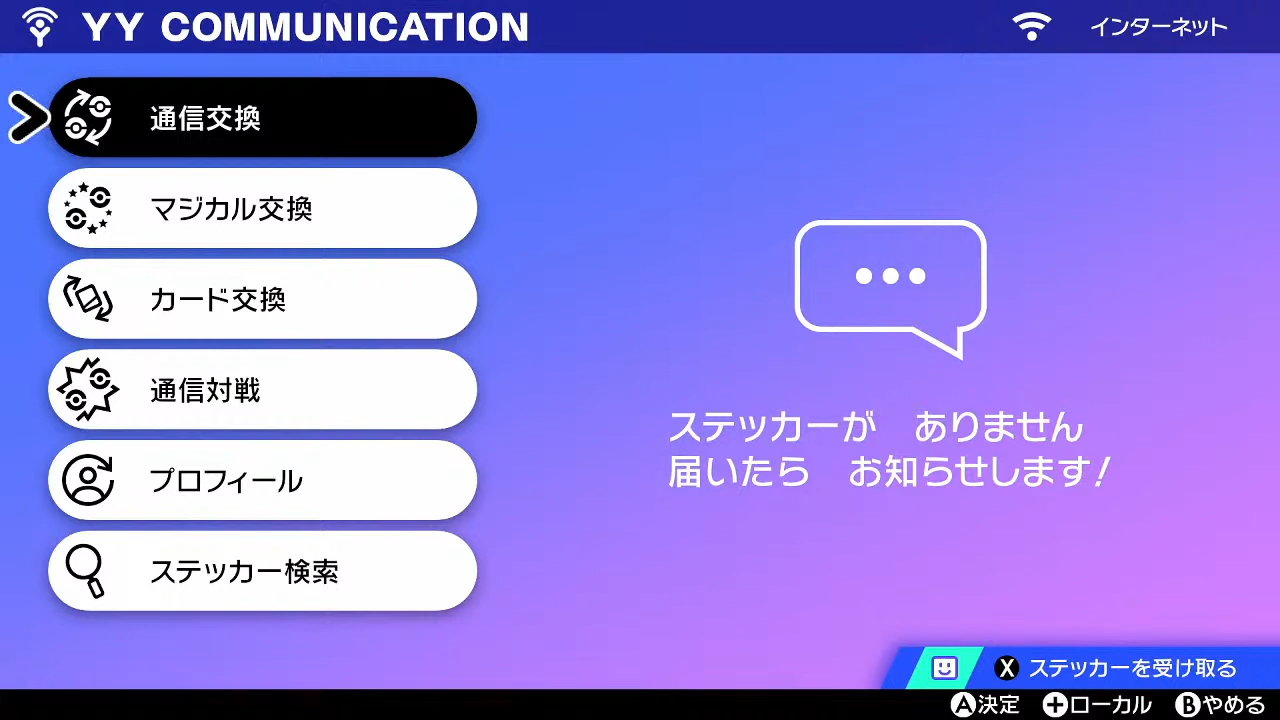 YY COMMUNICATION
インターネット
通信交換
マジカル交換
カード交換
通信対戦
プロフィール
ステッカー検索
ステッカーが　ありません
届いたら　お知らせします!
X ステッカーを受け取る
A決定 +ローカル Bやめる